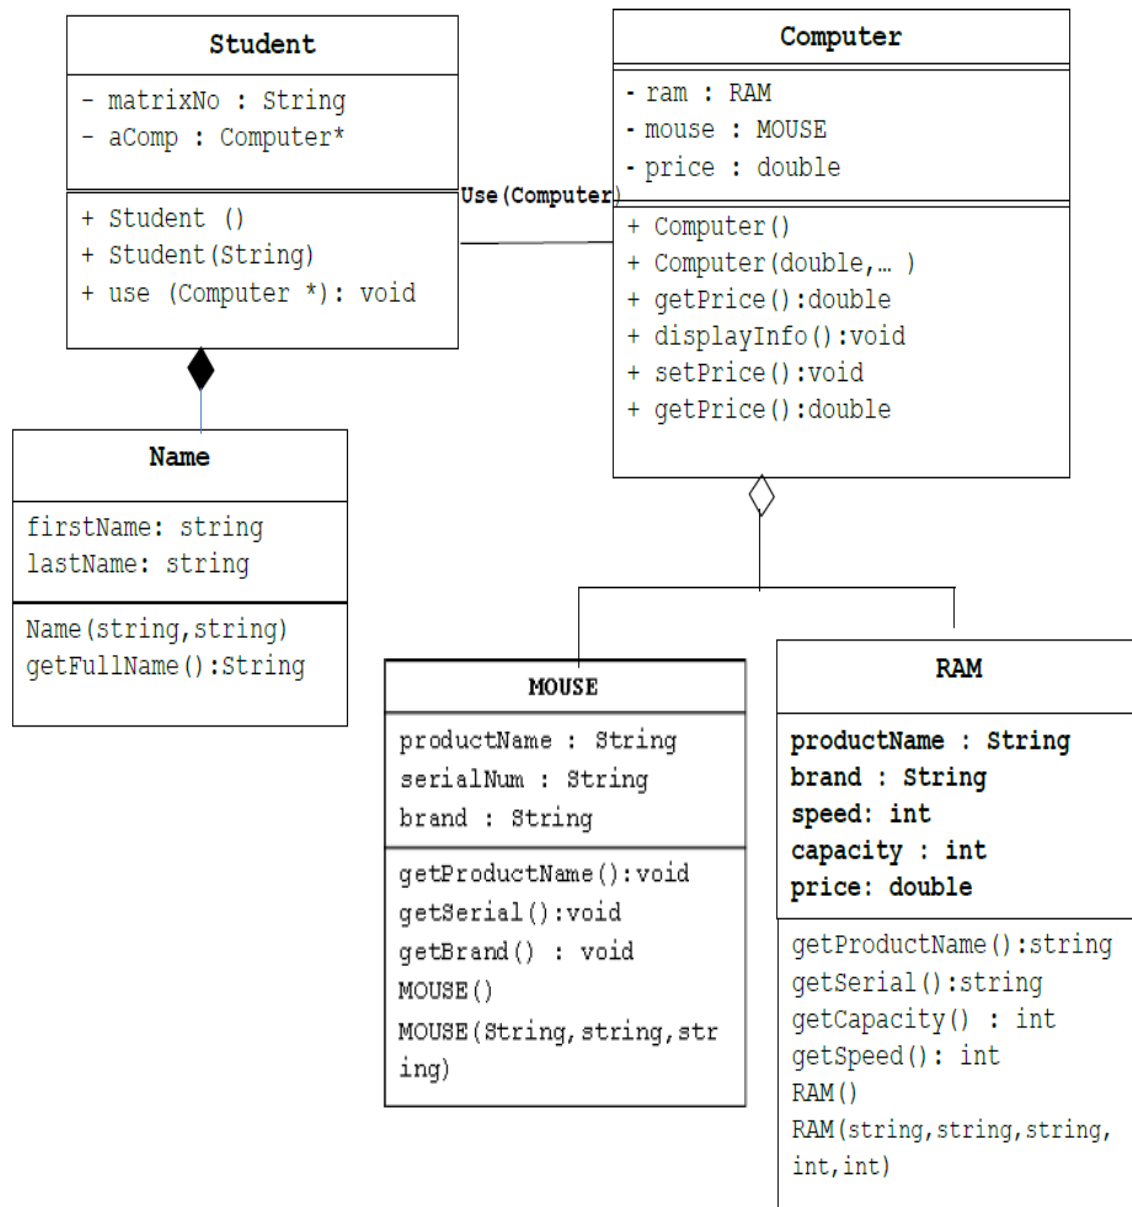 Student
- matrixNo : String
- aComp : Computer*
+ Student ()
+ Student(String)
+ use (Computer *): void
Use(Computer)
Computer
- ram : RAM
- mouse : MOUSE
- price : double
+ Computer()
+ Computer(double,… )
+ getPrice():double
+ displayInfo():void
+ setPrice():void
+ getPrice():double
Name
firstName: string
lastName: string
Name(string,string)
getFullName():String
MOUSE
productName : String
serialNum : String
brand : String
getProductName():void
getSerial():void
getBrand() : void
MOUSE()
MOUSE(String,string,str
ing)
RAM
productName : String
brand : String
speed: int
capacity : int
price: double
getProductName():string
getSerial():string
getCapacity() : int
getSpeed(): int
RAM()
RAM(string,string,string,
int,int)